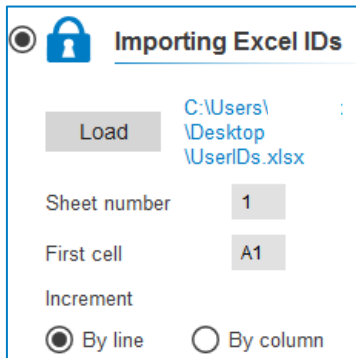 Importing Excel IDs
Load
C:\Users\
\Desktop
\UserIDs.xlsx
Sheet number 1
First cell A1
Increment
By line By column